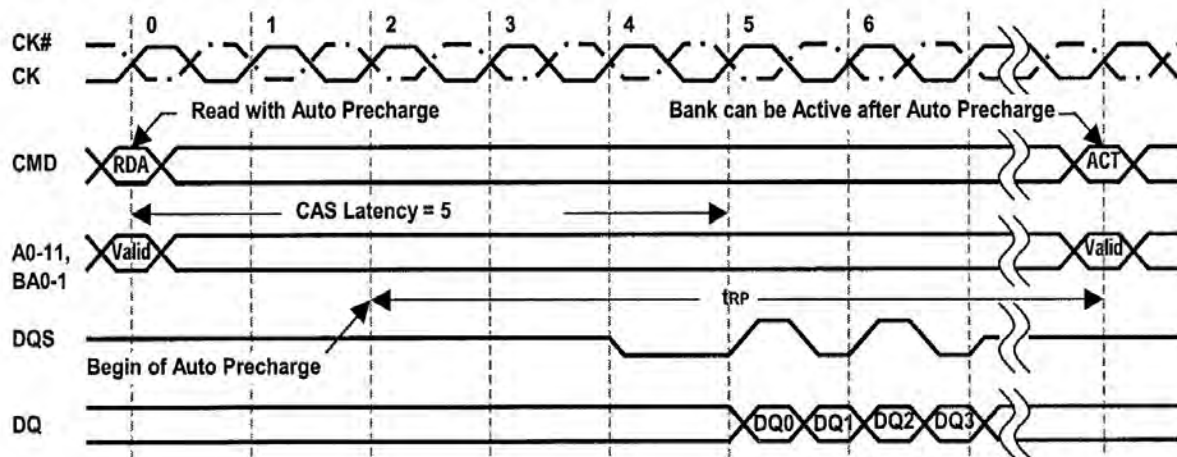 0 1 2 3 4 5 6
CK#
CK
Read with Auto Precharge
Bank can be Active after Auto Precharge
CMD
RDA
ACT
CAS Latency = 5
A0-11,
BA0-1
Valid
Valid
tRP
DQS
Begin of Auto Precharge
DQ
DQ0 DQ1 DQ2 DQ3